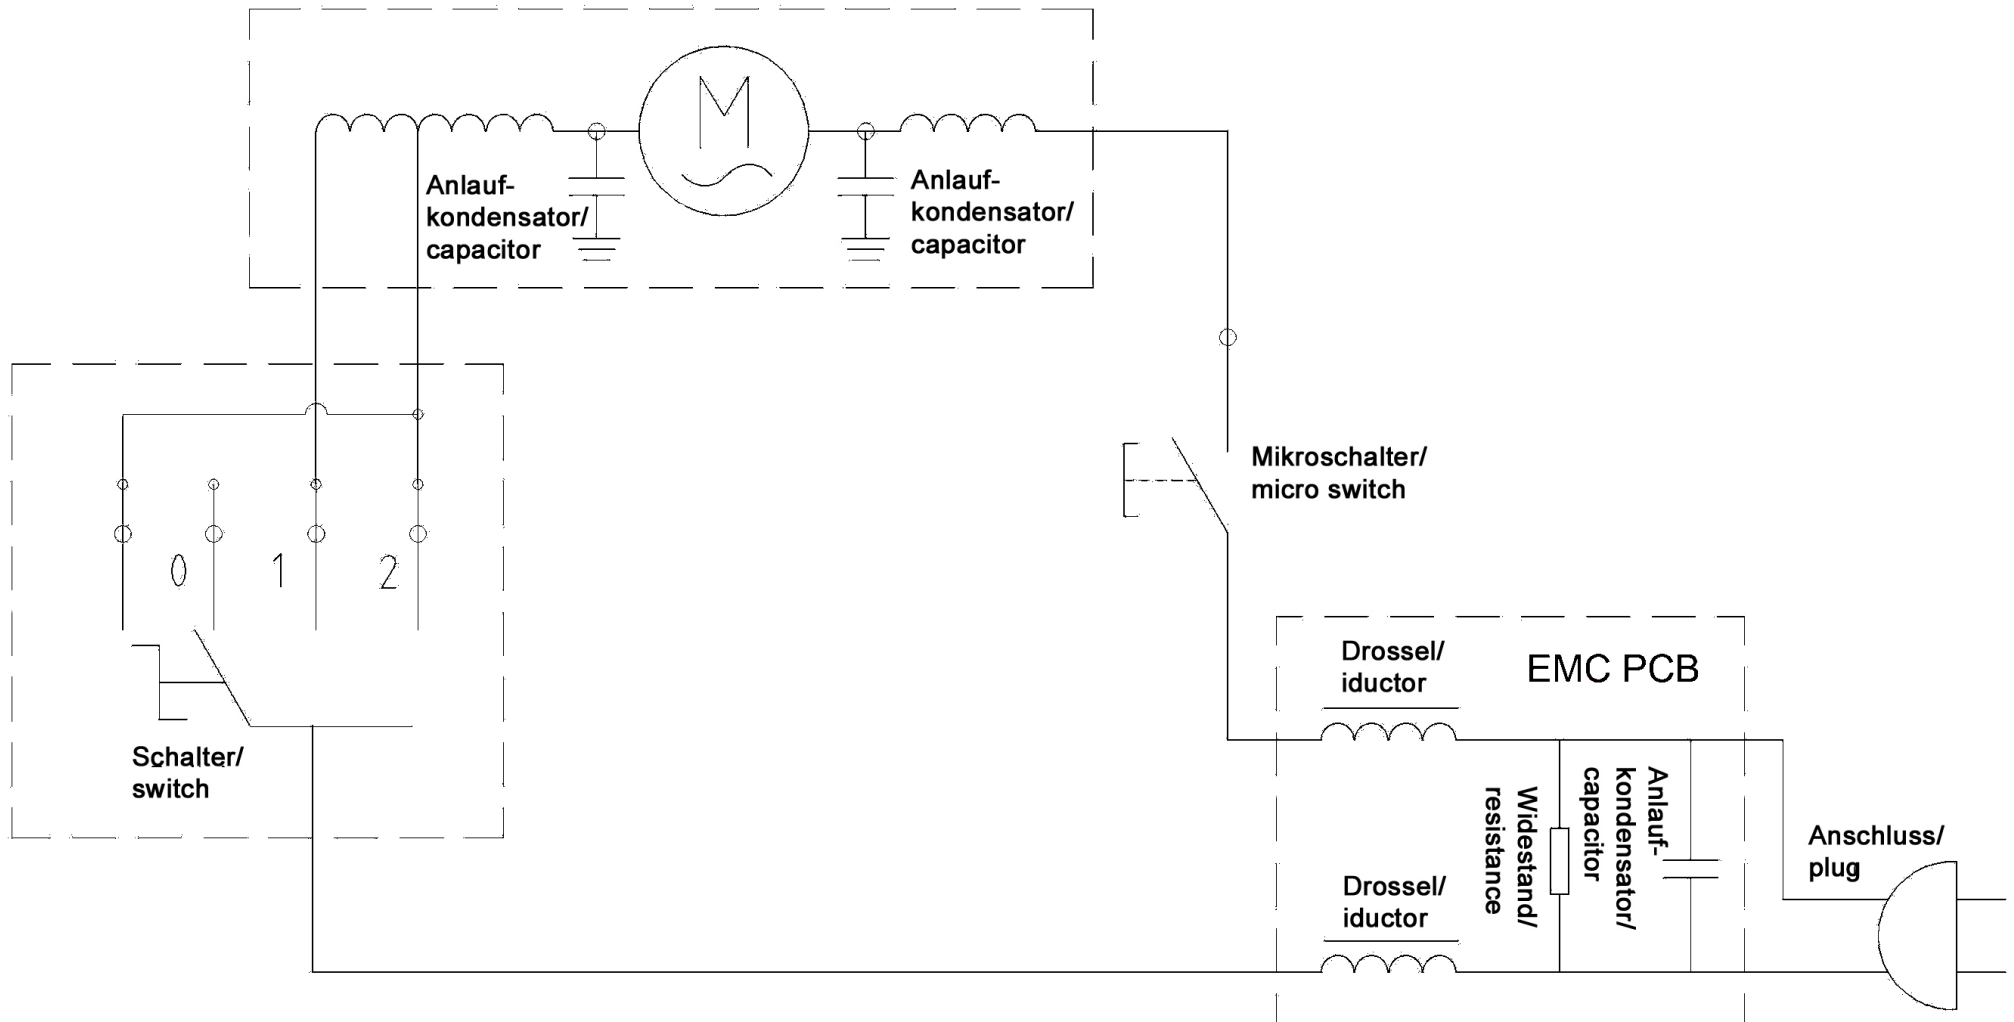 M
Anlauf-
kondensator/
capacitor
Anlauf-
kondensator/
capacitor
Mikroschalter/
micro switch
0 1 2
Schalter/
switch
Drossel/
iductor
EMC PCB
Widestand/
resistance
Anlauf-
kondensator/
capacitor
Drossel/
iductor
Anschluss/
plug